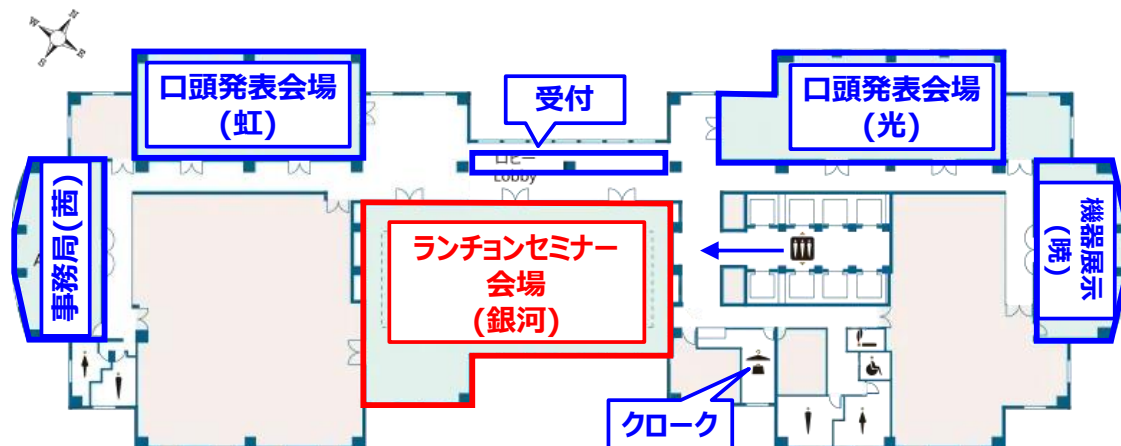 N
W
E
S
口頭発表会場
(虹)
受付
口頭発表会場
(光)
ロビー
Lobby
事務局(茜)
A
ランチョンセミナー
会場
(銀河)
機器展示
(暁)
クローク